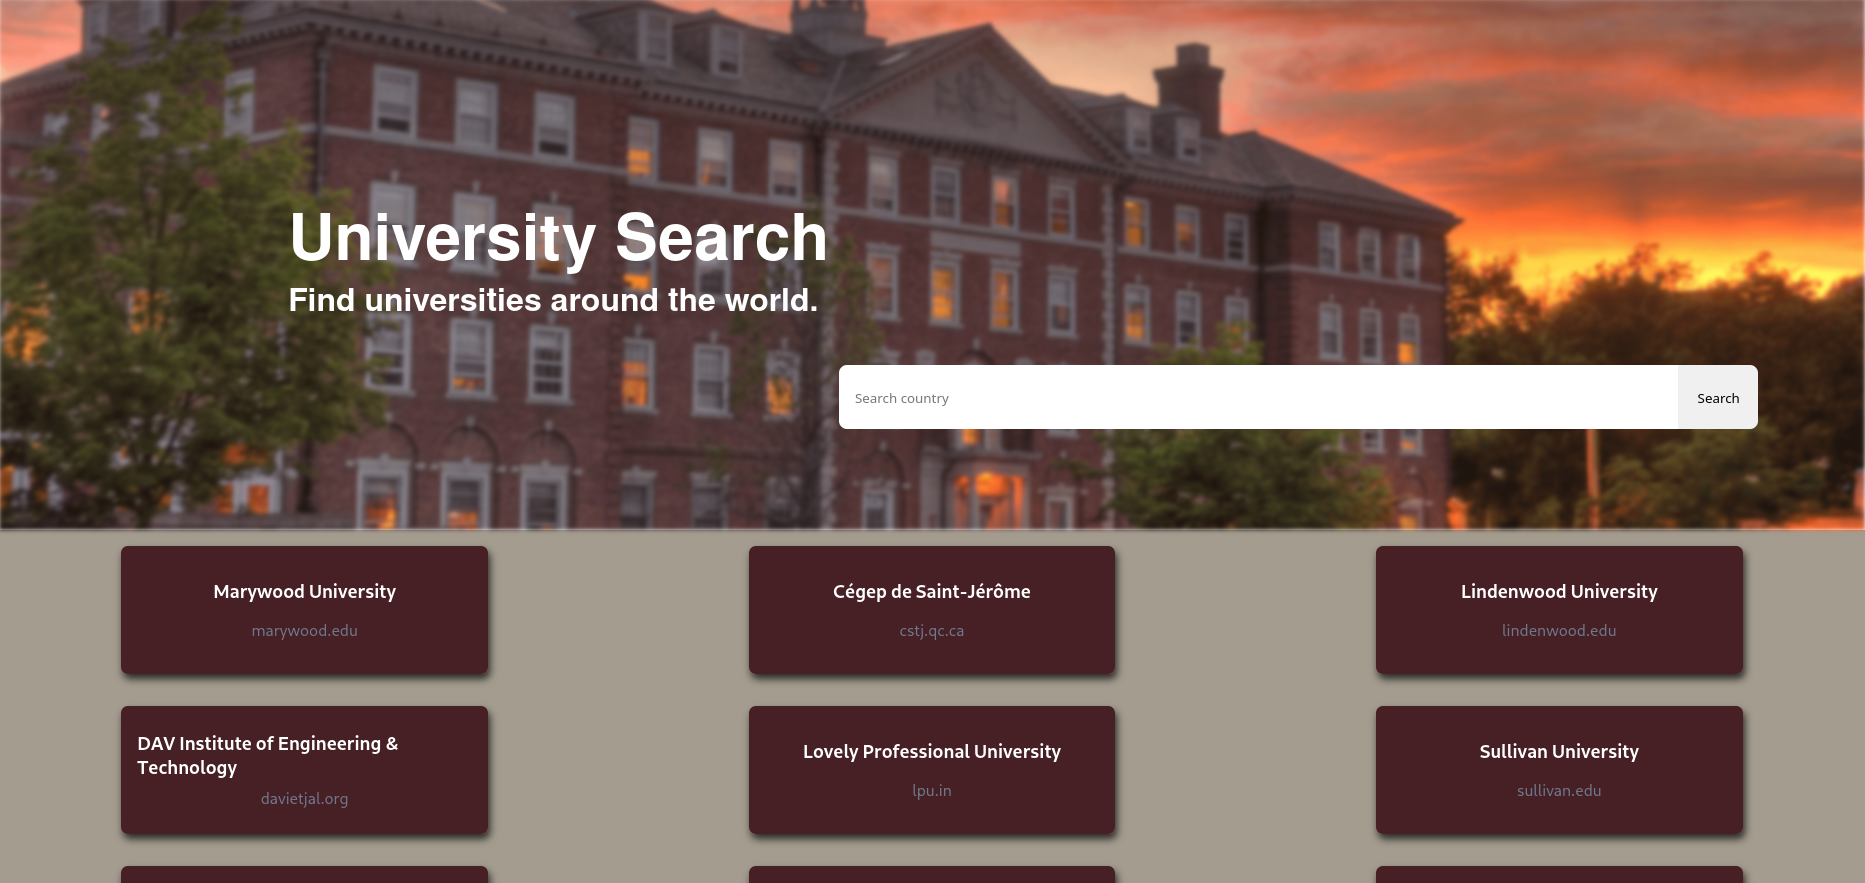 University Search
Find universities around the world.
Search country
Search
Marywood University
marywood.edu
Cégep de Saint-Jérôme
cstj.qc.ca
Lindenwood University
lindenwood.edu
DAV Institute of Engineering &
Technology
davietjal.org
Lovely Professional University
lpu.in
Sullivan University
sullivan.edu